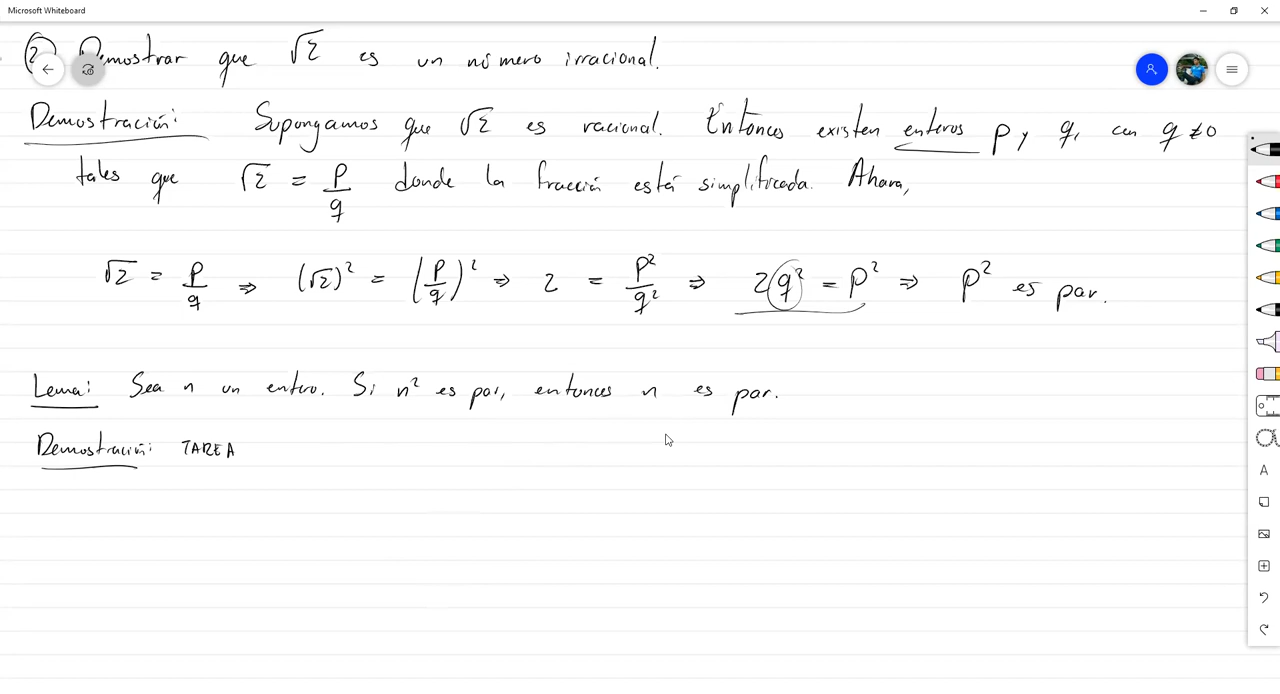 Microsoft Whiteboard
2) Demostrar que √2 es un número irracional.
Demostración: Supongamos que √2 es racional. Entonces existen enteros p y q, con q ≠ 0
tales que √2 = p/q donde la fracción está simplificada. Ahora,
√2 = p/q ⇒ (√2)² = (p/q)² ⇒ 2 = p²/q² ⇒ 2q² = p² ⇒ p² es par.
Lema: Sea n un entero. Si n² es par, entonces n es par.
Demostración: TAREA